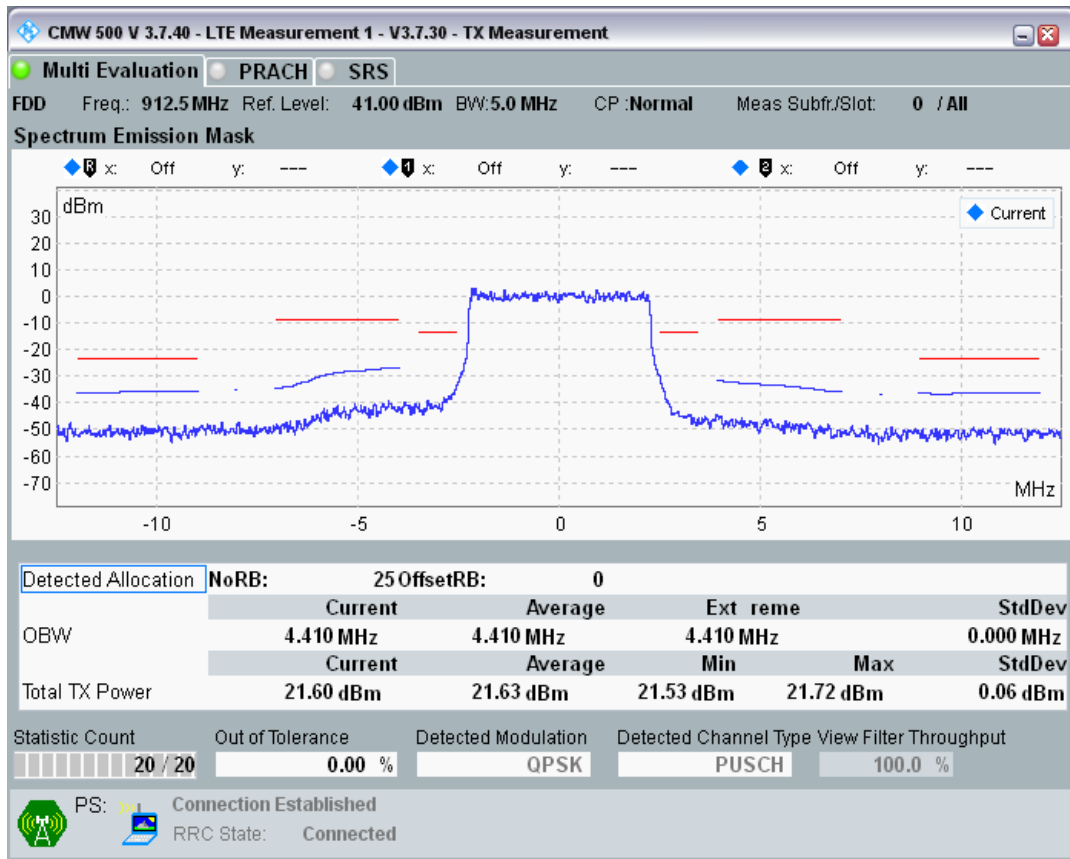 CMW 500 V 3.7.40 - LTE Measurement 1 - V3.7.30 - TX Measurement
Multi Evaluation PRACH SRS
FDD Freq.: 912.5 MHz Ref. Level: 41.00 dBm BW:5.0 MHz CP :Normal Meas Subfr./Slot: 0 / All
Spectrum Emission Mask
R x: Off y: --- 1 x: Off y: --- 2 x: Off y: ---
dBm
Current
30
20
10
0
-10
-20
-30
-40
-50
-60
-70
MHz
-10 -5 0 5 10
Detected Allocation NoRB: 25 OffsetRB: 0
Current Average Ext reme StdDev
OBW 4.410 MHz 4.410 MHz 4.410 MHz 0.000 MHz
Current Average Min Max StdDev
Total TX Power 21.60 dBm 21.63 dBm 21.53 dBm 21.72 dBm 0.06 dBm
Statistic Count Out of Tolerance Detected Modulation Detected Channel Type View Filter Throughput
20 / 20 0.00 % QPSK PUSCH 100.0 %
PS: Connection Established
RRC State: Connected